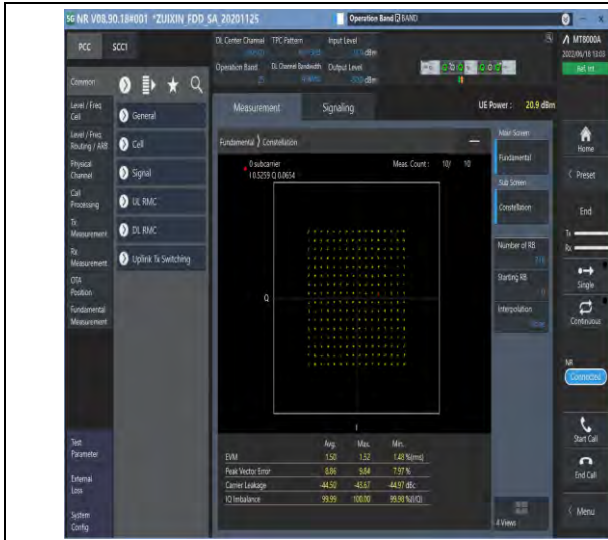 5G NR V08.90.18#001 *ZUIXIN_FDD_SA_20201125
Operation Band BAND
PCC
SCC1
DL Center Channel TPC Pattern Input Level
dBm
Operation Band DL Channel Bandwidth Output Level
dBm
MT8000A
2022/06/18 13:03
Ref. Int
Common
Level / Freq.
Cell
Level / Freq.
Routing / ARB
Physical
Channel
Call
Processing
Tx
Measurement
Rx
Measurement
OTA
Position
Fundamental
Measurement
Test
Parameter
External
Loss
System
Config
General
Cell
Signal
UL RMC
DL RMC
Uplink Tx Switching
Measurement
Signaling
UE Power : 20.9 dBm
Fundamental Constellation
0 subcarrier Meas. Count : 10/ 10
I 0.5259 Q 0.0654
Q
I
Avg. Max. Min.
EVM 1.50 1.52 1.48 %(rms)
Peak Vector Error 8.86 9.84 7.97 %
Carrier Leakage -44.50 -43.67 -44.97 dBc
IQ Imbalance 99.99 100.00 99.98 %(I/Q)
Main Screen
Fundamental
Sub Screen
Constellation
Number of RB
Starting RB
Interpolation
4 Views
Home
Preset
End
Tx
Rx
Single
Continuous
NR
Connected
Start Call
End Call
Menu